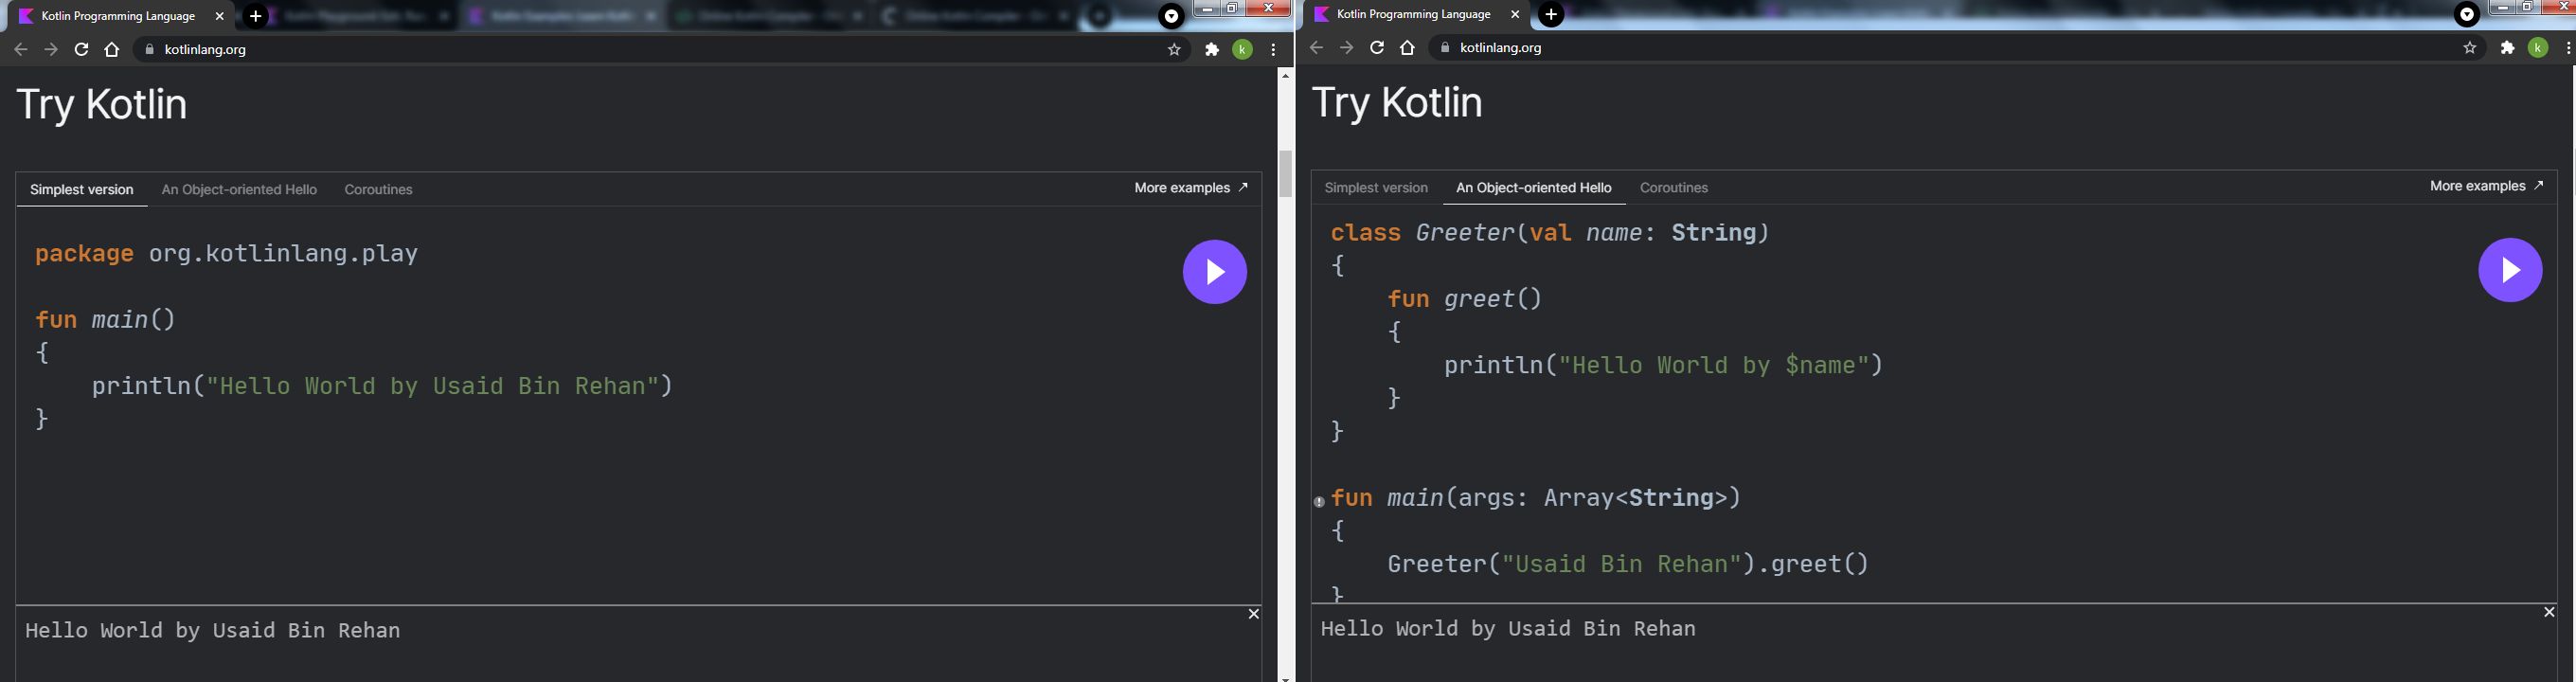 Kotlin Programming Language
kotlinlang.org
k
Try Kotlin
Simplest version An Object-oriented Hello Coroutines More examples ↗
package org.kotlinlang.play
fun main()
{
    println("Hello World by Usaid Bin Rehan")
}
Hello World by Usaid Bin Rehan
Kotlin Programming Language
kotlinlang.org
k
Try Kotlin
Simplest version An Object-oriented Hello Coroutines More examples ↗
class Greeter(val name: String)
{
    fun greet()
    {
        println("Hello World by $name")
    }
}
fun main(args: Array<String>)
{
    Greeter("Usaid Bin Rehan").greet()
}
Hello World by Usaid Bin Rehan